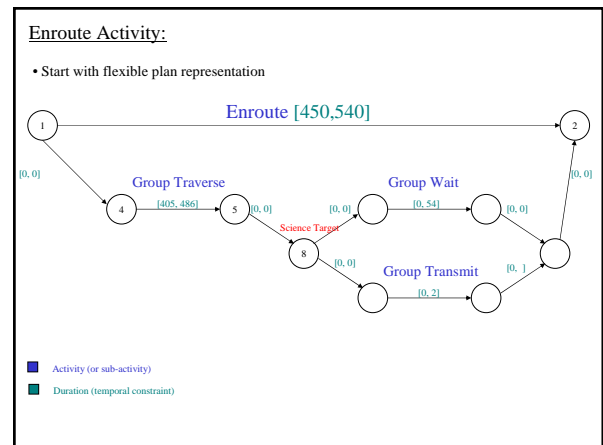 Enroute Activity:
• Start with flexible plan representation
Enroute [450,540]
1
2
[0, 0]
[0, 0]
Group Traverse
Group Wait
4
[405, 486]
5
[0, 0]
[0, 0]
[0, 54]
[0, 0]
Science Target
8
[0, 0]
Group Transmit
[0, ]
[0, 2]
Activity (or sub-activity)
Duration (temporal constraint)